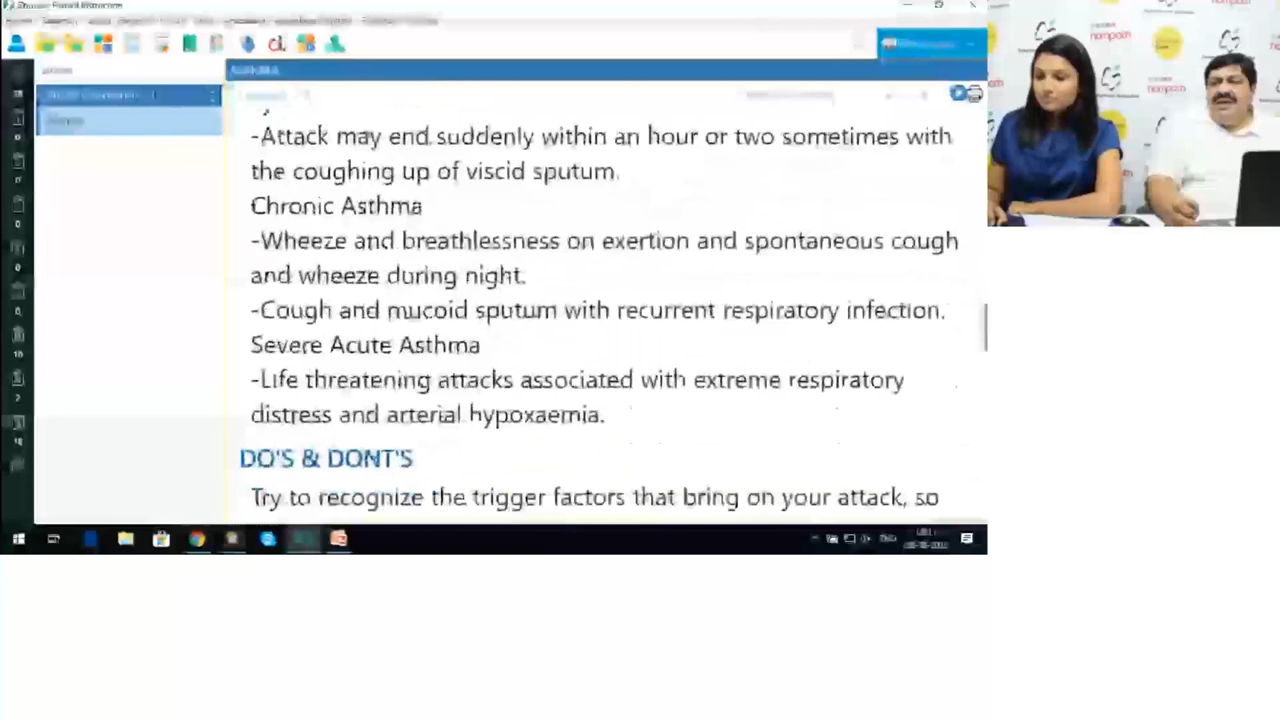 -Attack may end suddenly within an hour or two sometimes with
the coughing up of viscid sputum.
Chronic Asthma
-Wheeze and breathlessness on exertion and spontaneous cough
and wheeze during night.
-Cough and mucoid sputum with recurrent respiratory infection.
Severe Acute Asthma
-Life threatening attacks associated with extreme respiratory
distress and arterial hypoxaemia.
DO'S & DONT'S
Try to recognize the trigger factors that bring on your attack, so
hompath
hompath